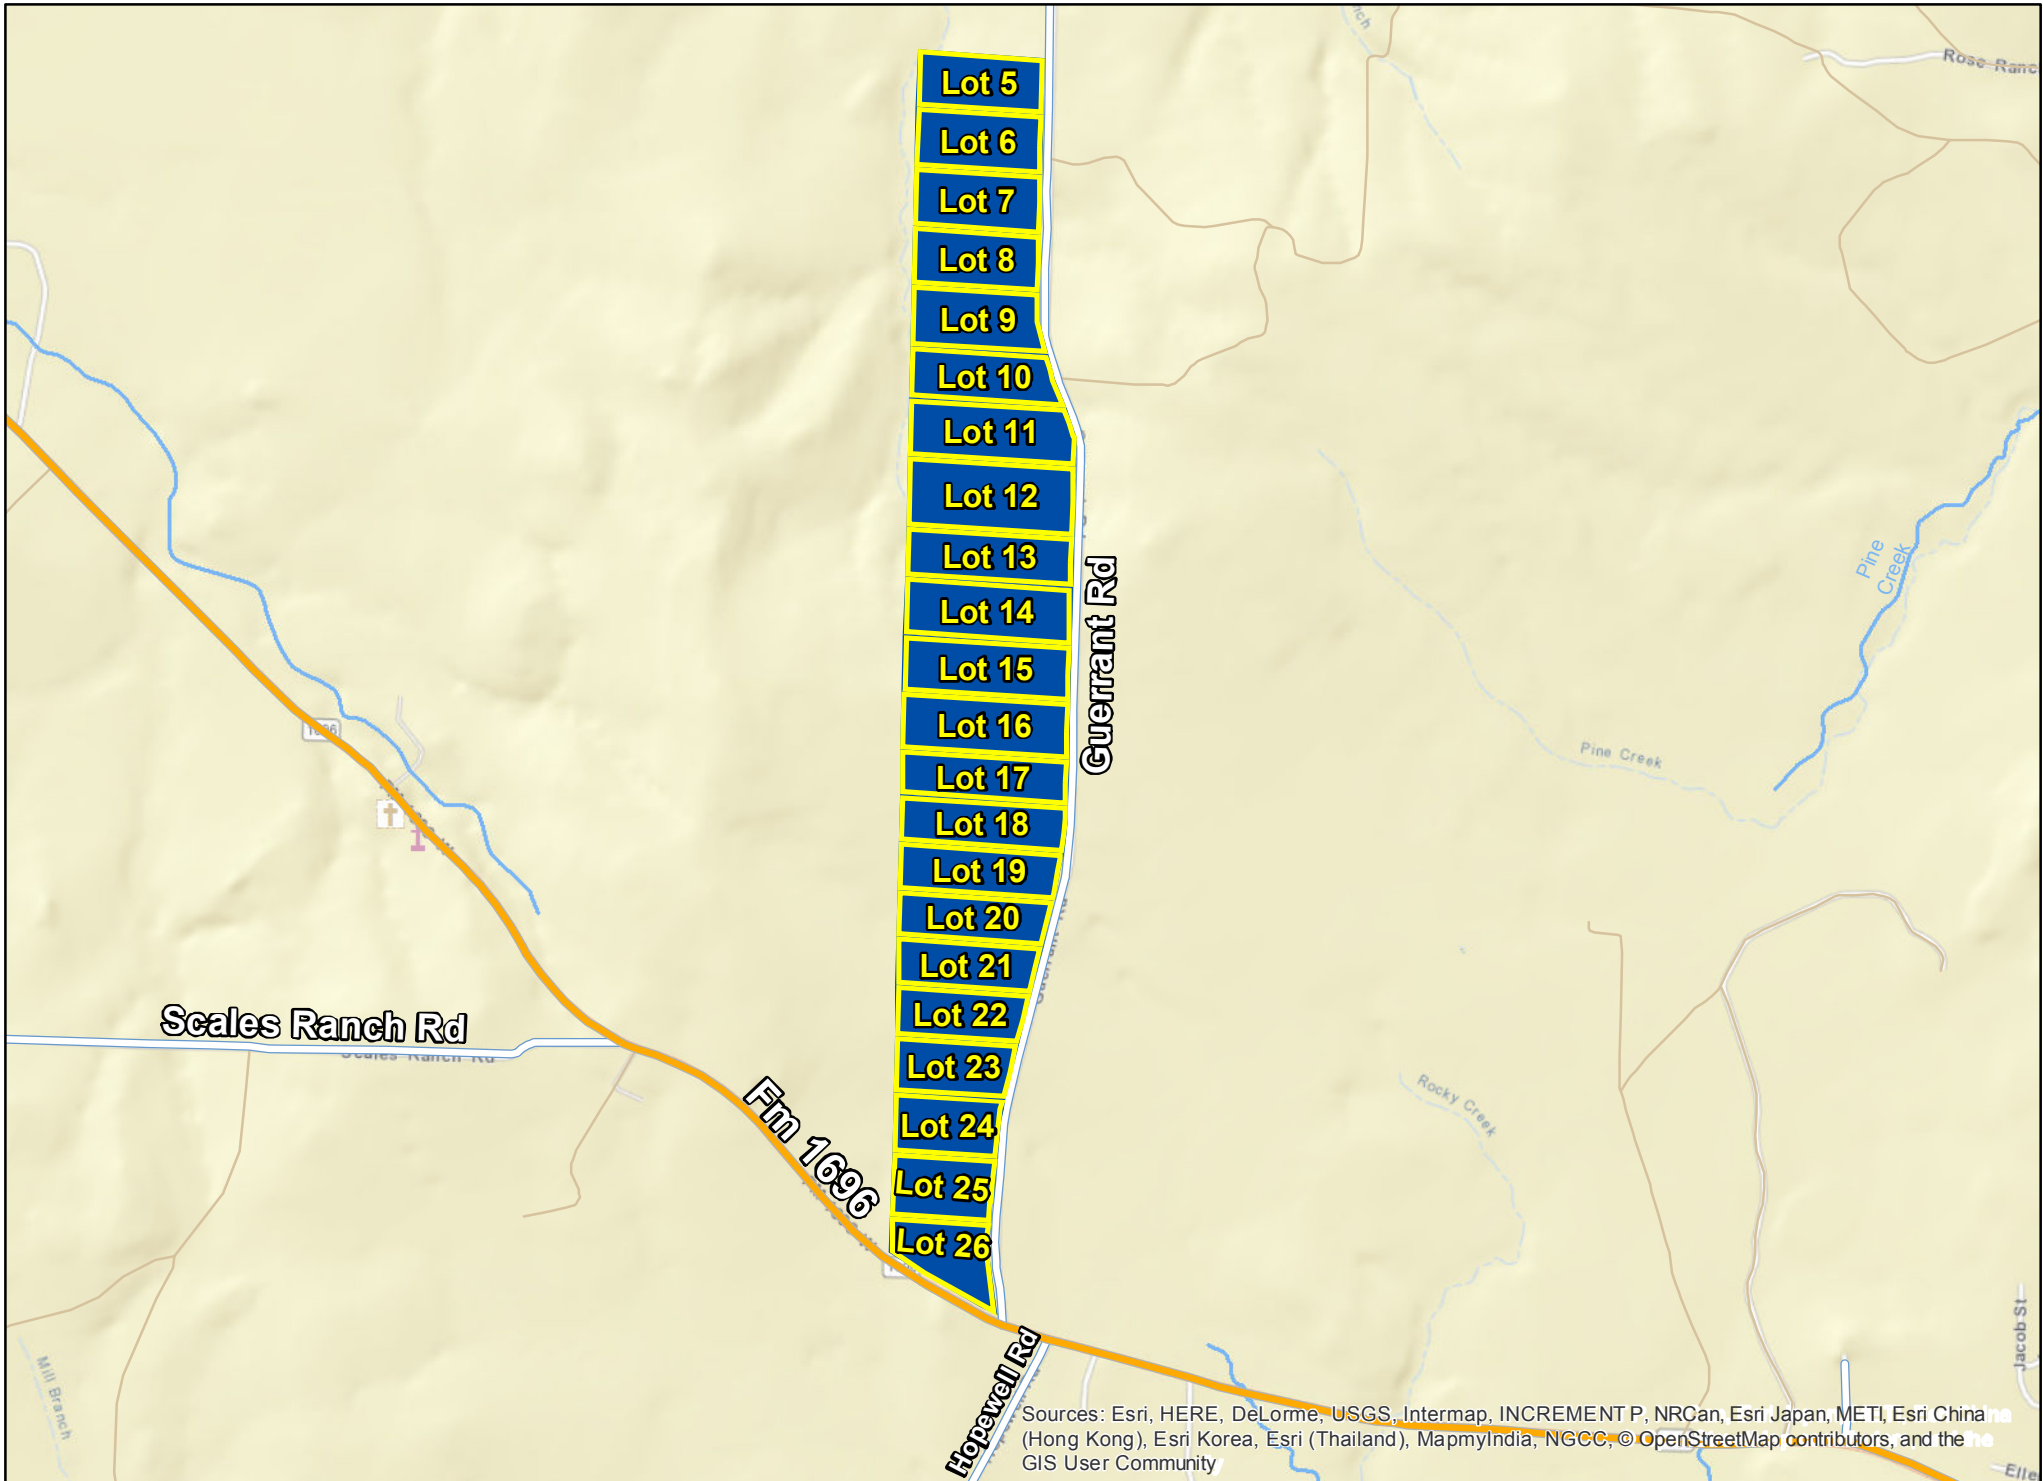 Rose Ranc
Lot 5
Lot 6
Lot 7
Lot 8
Lot 9
Lot 10
Lot 11
Lot 12
Lot 13
Lot 14
Lot 15
Lot 16
Lot 17
Lot 18
Lot 19
Lot 20
Lot 21
Lot 22
Lot 23
Lot 24
Lot 25
Lot 26
Guerrant Rd
Pine
Creek
Pine Creek
Scales Ranch Rd
Scales Ranch Rd
Fm 1696
Rocky Creek
Mill Branch
Hopewell Rd
Jacob St
Sources: Esri, HERE, DeLorme, USGS, Intermap, INCREMENT P, NRCan, Esri Japan, METI, Esri China
(Hong Kong), Esri Korea, Esri (Thailand), MapmyIndia, NGCC, © OpenStreetMap contributors, and the
GIS User Community
Elle